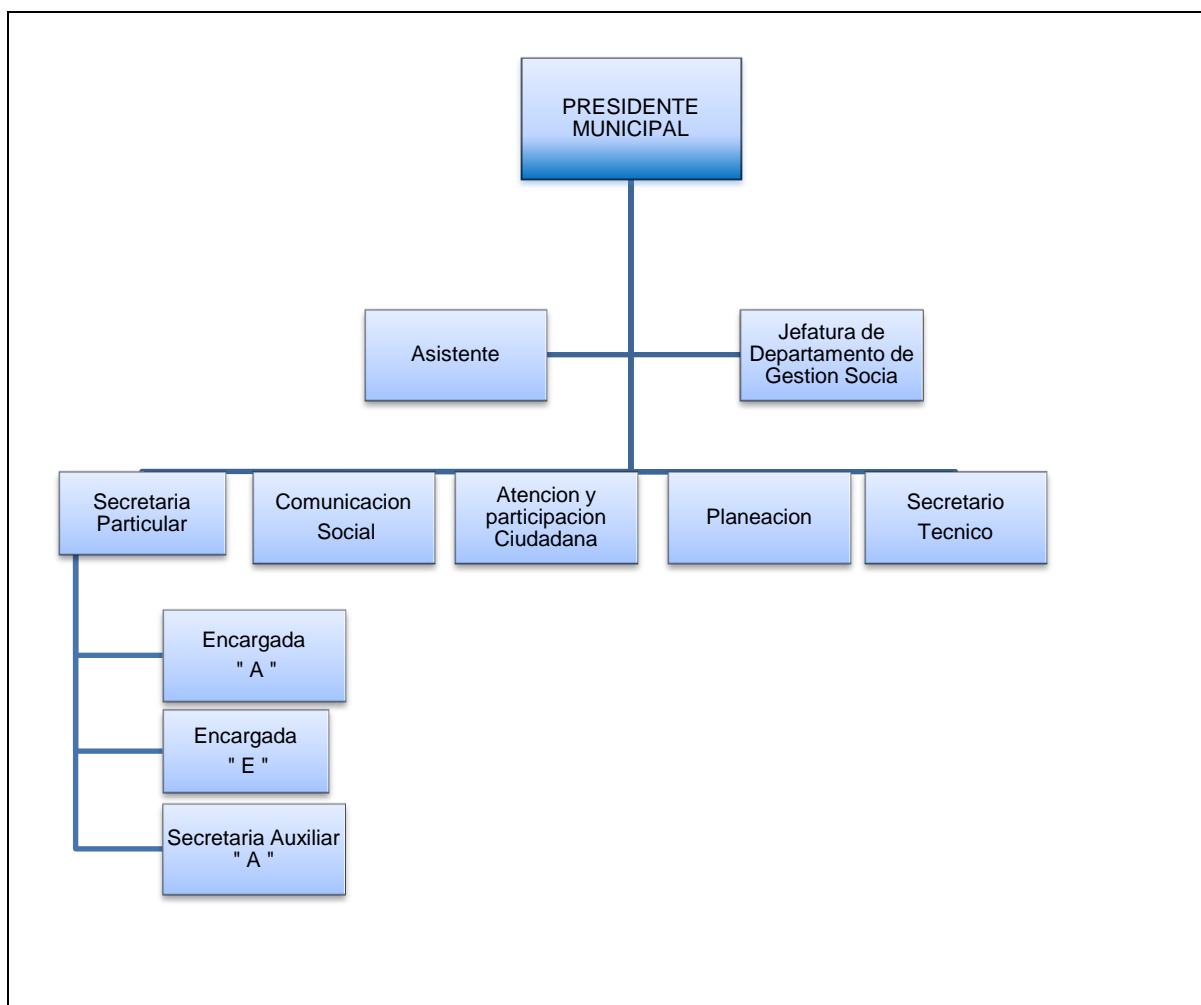 PRESIDENTE
MUNICIPAL
Asistente
Jefatura de
Departamento de
Gestion Socia
Secretaria
Particular
Comunicacion
Social
Atencion y
participacion
Ciudadana
Planeacion
Secretario
Tecnico
Encargada
" A "
Encargada
" E "
Secretaria Auxiliar
" A "